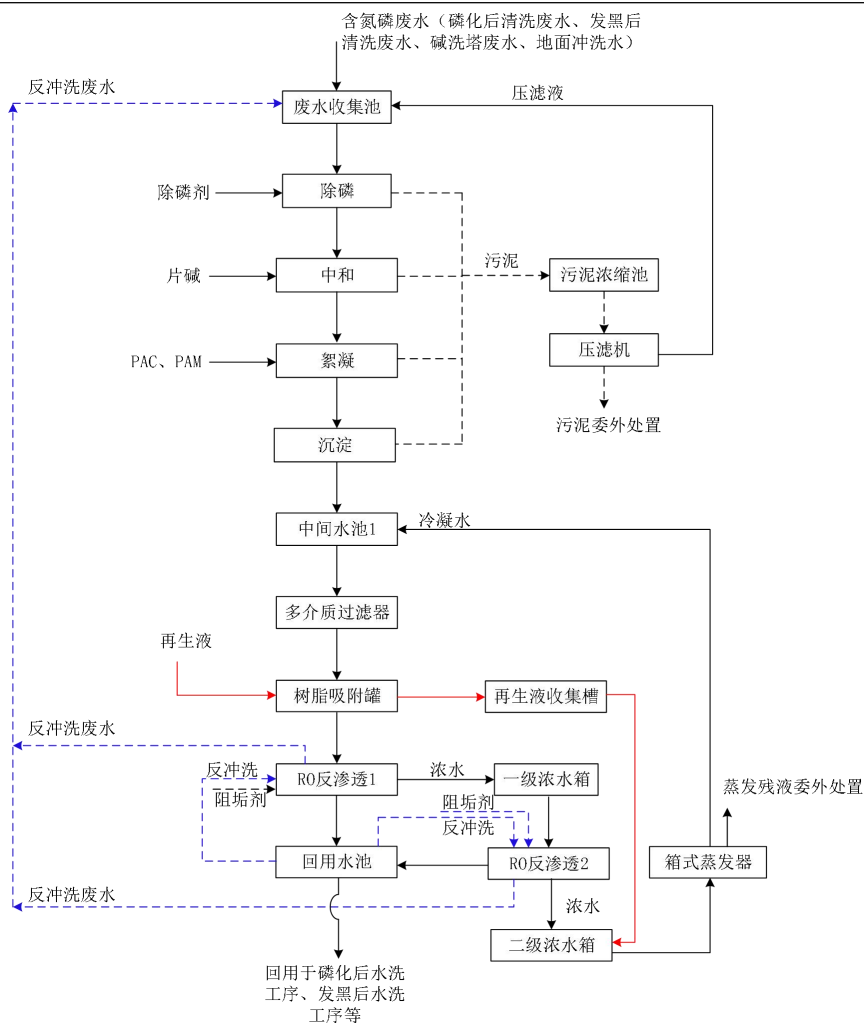 含氮磷废水（磷化后清洗废水、发黑后
清洗废水、碱洗塔废水、地面冲洗水）
反冲洗废水
废水收集池
压滤液
除磷剂
除磷
片碱
中和
污泥
污泥浓缩池
PAC、PAM
絮凝
压滤机
沉淀
污泥委外处置
中间水池1
冷凝水
多介质过滤器
再生液
树脂吸附罐
再生液收集槽
反冲洗废水
反冲洗
RO反渗透1
浓水
一级浓水箱
阻垢剂
阻垢剂
反冲洗
蒸发残液委外处置
回用水池
RO反渗透2
箱式蒸发器
反冲洗废水
浓水
二级浓水箱
回用于磷化后水洗
工序、发黑后水洗
工序等